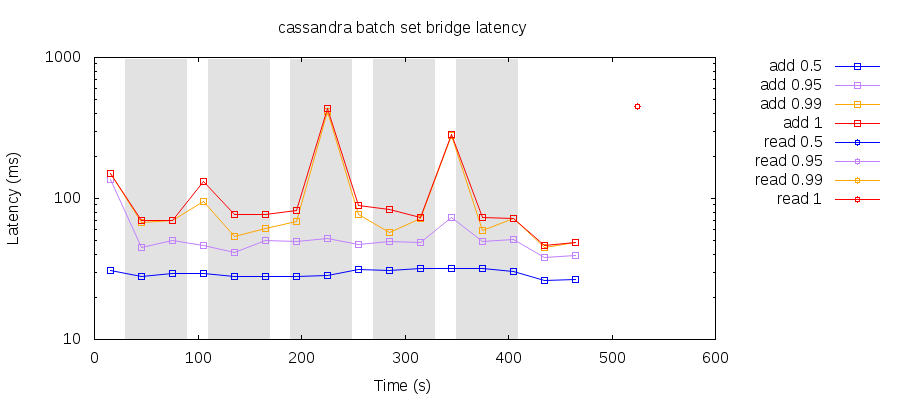 cassandra batch set bridge latency
Latency (ms)
1000
100
10
0 100 200 300 400 500 600
Time (s)
add 0.5
add 0.95
add 0.99
add 1
read 0.5
read 0.95
read 0.99
read 1